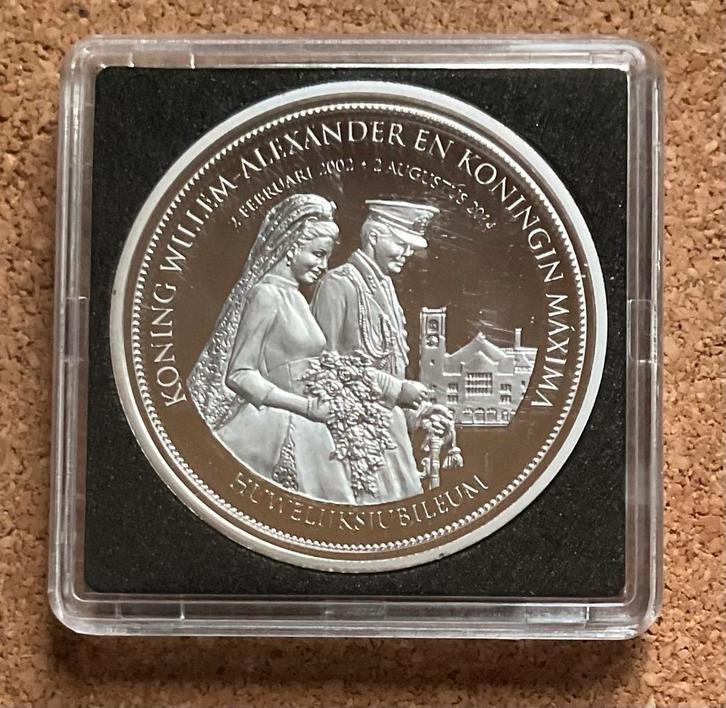 KONING WILLEM-ALEXANDER EN KONINGIN MÁXIMA
2 FEBRUARI 2002 • 2 AUGUSTUS
HUWELIJKSJUBILEUM